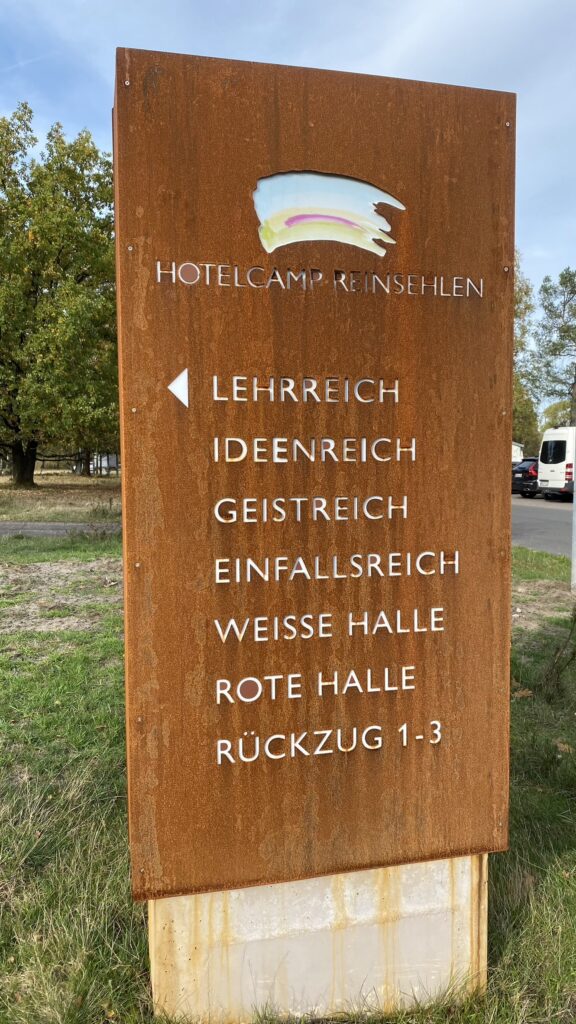 HOTELCAMP REINSEHLEN
LEHRREICH
IDEENREICH
GEISTREICH
EINFALLSREICH
WEISSE HALLE
ROTE HALLE
RÜCKZUG 1-3